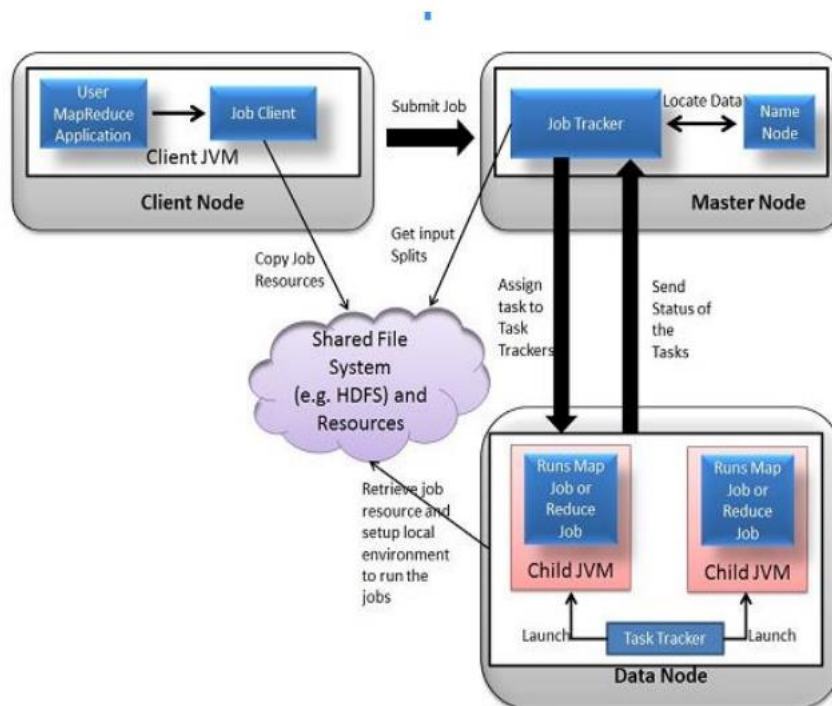 User
MapReduce
Application
Job Client
Client JVM
Client Node
Submit Job
Job Tracker
Locate Data
Name
Node
Master Node
Copy Job
Resources
Get input
Splits
Assign
task to
Task
Trackers
Send
Status of
the
Tasks
Shared File
System
(e.g. HDFS) and
Resources
Retrieve job
resource and
setup local
environment
to run the
jobs
Runs Map
Job or
Reduce
Job
Child JVM
Runs Map
Job or
Reduce
Job
Child JVM
Launch
Task Tracker
Launch
Data Node